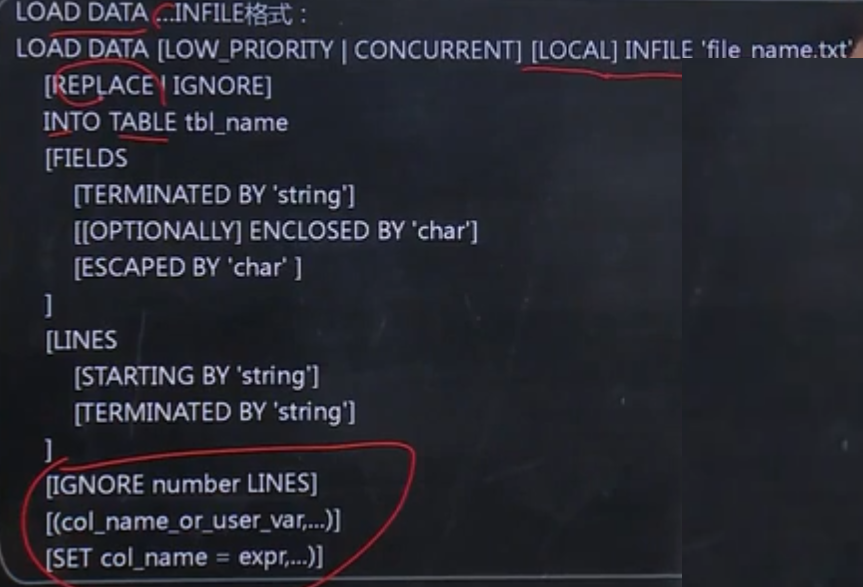 LOAD DATA ...INFILE格式：
LOAD DATA [LOW_PRIORITY | CONCURRENT] [LOCAL] INFILE 'file_name.txt'
[REPLACE | IGNORE]
INTO TABLE tbl_name
[FIELDS
[TERMINATED BY 'string']
[[OPTIONALLY] ENCLOSED BY 'char']
[ESCAPED BY 'char' ]
]
[LINES
[STARTING BY 'string']
[TERMINATED BY 'string']
]
[IGNORE number LINES]
[(col_name_or_user_var,...)]
[SET col_name = expr,...)]